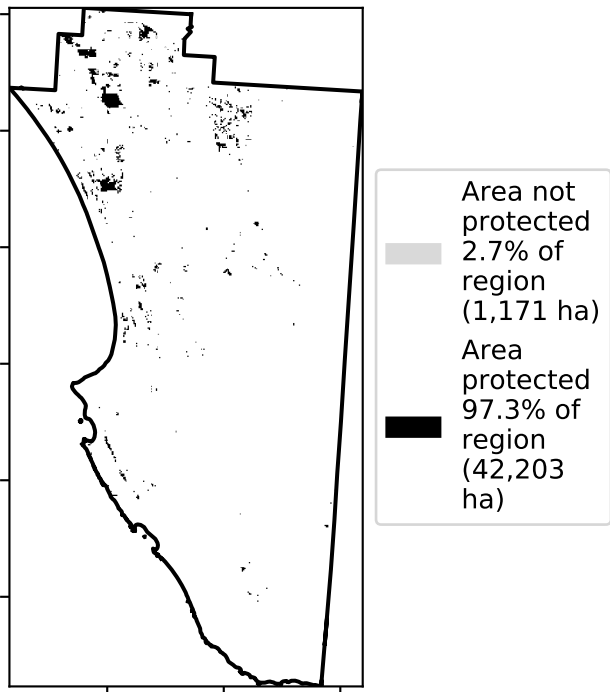 Area not
protected
2.7% of
region
(1,171 ha)
Area
protected
97.3% of
region
(42,203
ha)